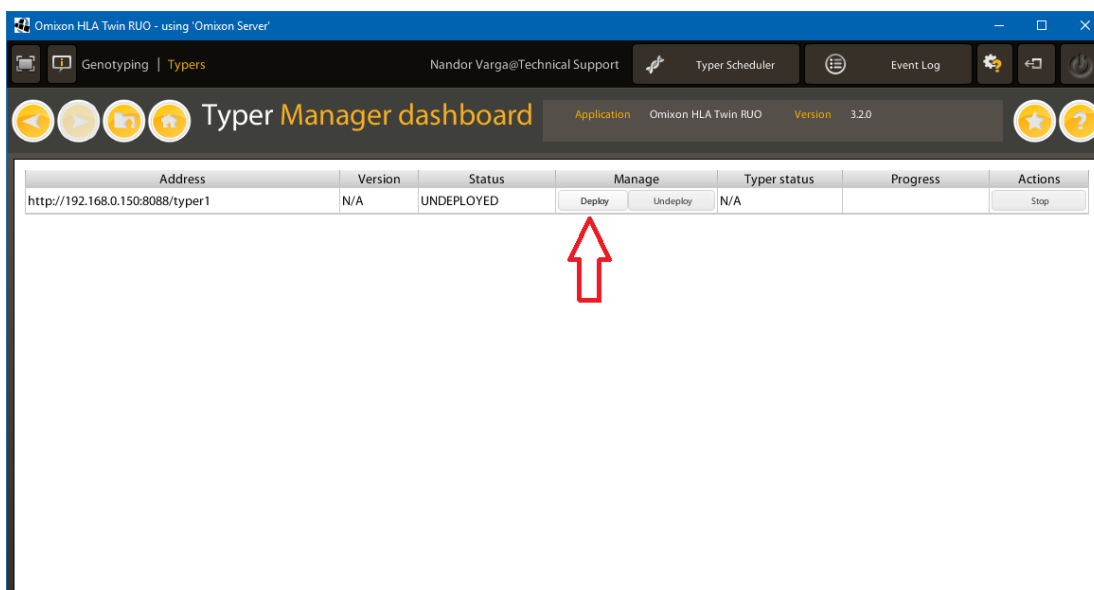 Omixon HLA Twin RUO - using 'Omixon Server'
Genotyping | Typers Nandor Varga@Technical Support Typer Scheduler Event Log
Typer Manager dashboard Application Omixon HLA Twin RUO Version 3.2.0
Address Version Status Manage Typer status Progress Actions
http://192.168.0.150:8088/typer1 N/A UNDEPLOYED Deploy Undeploy N/A Stop